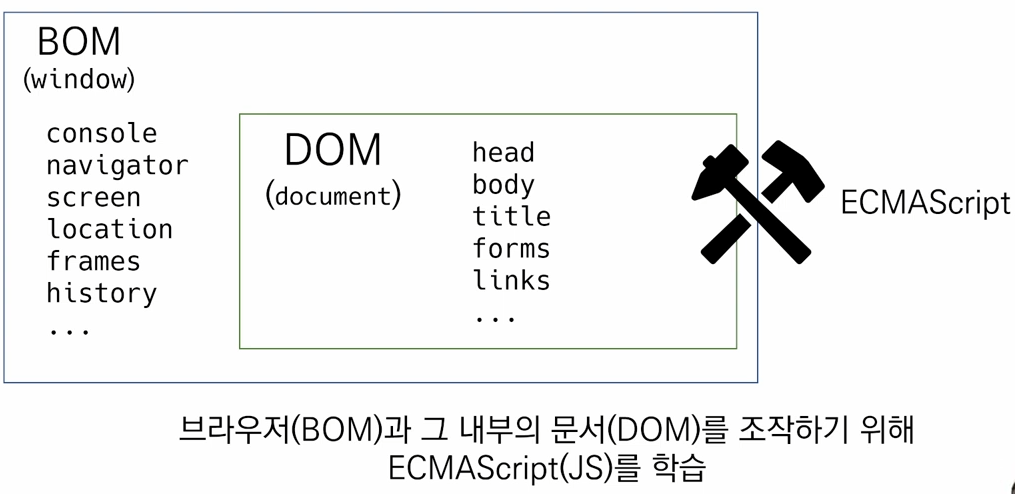 BOM
(window)
console
navigator
screen
location
frames
history
...
DOM
(document)
head
body
title
forms
links
...
ECMAScript
브라우저(BOM)과 그 내부의 문서(DOM)를 조작하기 위해
ECMAScript(JS)를 학습